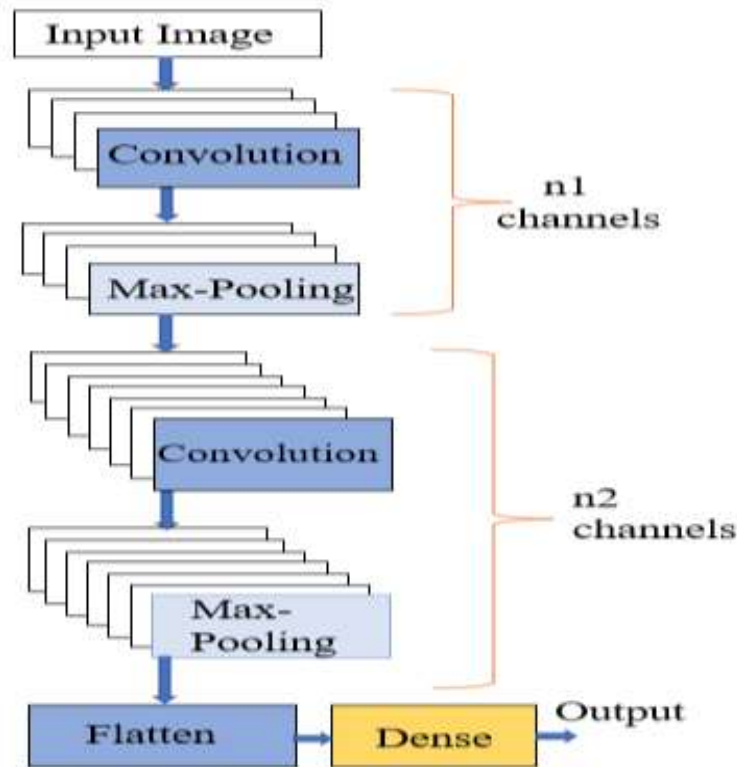 Input Image
Convolution
n1
channels
Max-Pooling
Convolution
n2
channels
Max-
Pooling
Flatten
Dense
Output